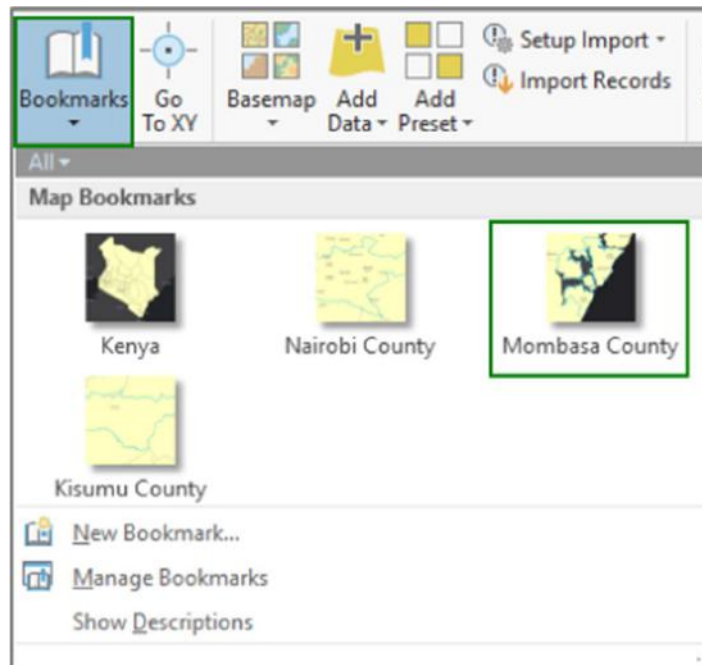 Bookmarks
Go
To XY
Basemap
Add
Data
Add
Preset
Setup Import
Import Records
All
Map Bookmarks
Kenya
Nairobi County
Mombasa County
Kisumu County
New Bookmark...
Manage Bookmarks
Show Descriptions